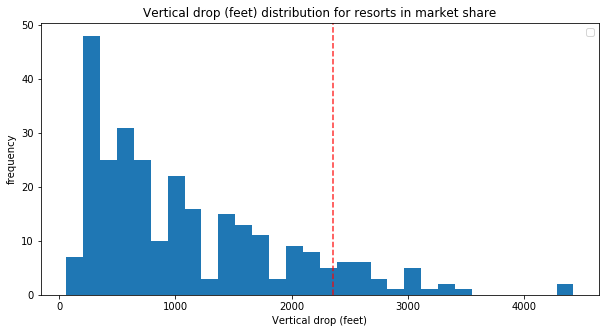 Vertical drop (feet) distribution for resorts in market share
50
40
30
20
10
0
frequency
0 1000 2000 3000 4000
Vertical drop (feet)